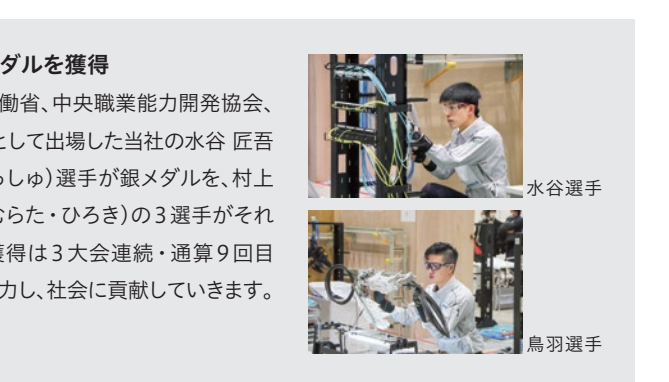 ダルを獲得
働省、中央職業能力開発協会、
として出場した当社の水谷 匠吾
っしゅ）選手が銀メダルを、村上
むらた・ひろき）の3選手がそれ
獲得は3大会連続・通算9回目
力し、社会に貢献していきます。
水谷選手
鳥羽選手